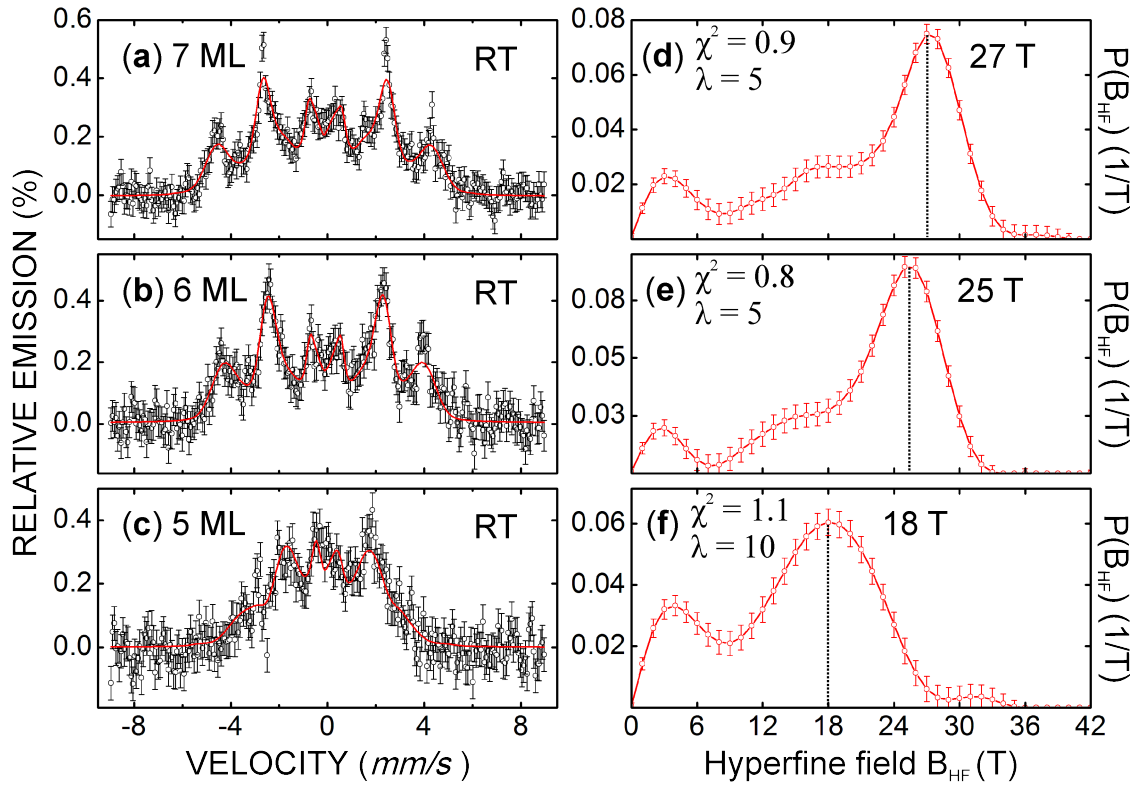 RELATIVE EMISSION (%)
(a) 7 ML
RT
0.6
0.4
0.2
0.0
(b) 6 ML
RT
0.4
0.2
0.0
(c) 5 ML
RT
0.4
0.2
0.0
-8 -4 0 4 8
VELOCITY (mm/s )
(d) χ² = 0.9
λ = 5
27 T
0.08
0.06
0.04
0.02
P(B_HF) (1/T)
(e) χ² = 0.8
λ = 5
25 T
0.08
0.05
0.03
P(B_HF) (1/T)
(f) χ² = 1.1
λ = 10
18 T
0.06
0.04
0.02
P(B_HF) (1/T)
0 6 12 18 24 30 36 42
Hyperfine field B_HF (T)